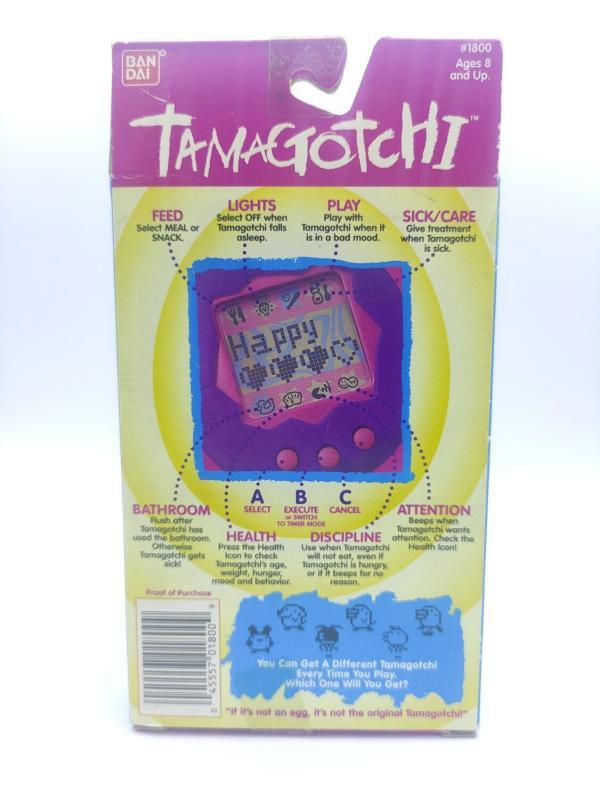 BAN
DAI
#1800
Ages 8
and Up.
TAMAGOTCHI™
FEED
Select MEAL or
SNACK.
LIGHTS
Select OFF when
Tamagotchi falls
asleep.
PLAY
Play with
Tamagotchi when it
is in a bad mood.
SICK/CARE
Give treatment
when Tamagotchi
is sick.
Happy
A B C
SELECT EXECUTE CANCEL
or SWITCH
TO TIMER MODE
BATHROOM
Flush after
Tamagotchi has
used the bathroom.
Otherwise
Tamagotchi gets
sick!
HEALTH
Press the Health
Icon to check
Tamagotchi's age,
weight, hunger,
mood and behavior.
DISCIPLINE
Use when Tamagotchi
will not eat, even if
Tamagotchi is hungry,
or if it beeps for no
reason.
ATTENTION
Beeps when
Tamagotchi wants
attention. Check the
Health Icon!
Proof of Purchase
0 45557 01800 9
You Can Get A Different Tamagotchi
Every Time You Play.
Which One Will You Get?
"If it's not an egg, it's not the original Tamagotchi!"